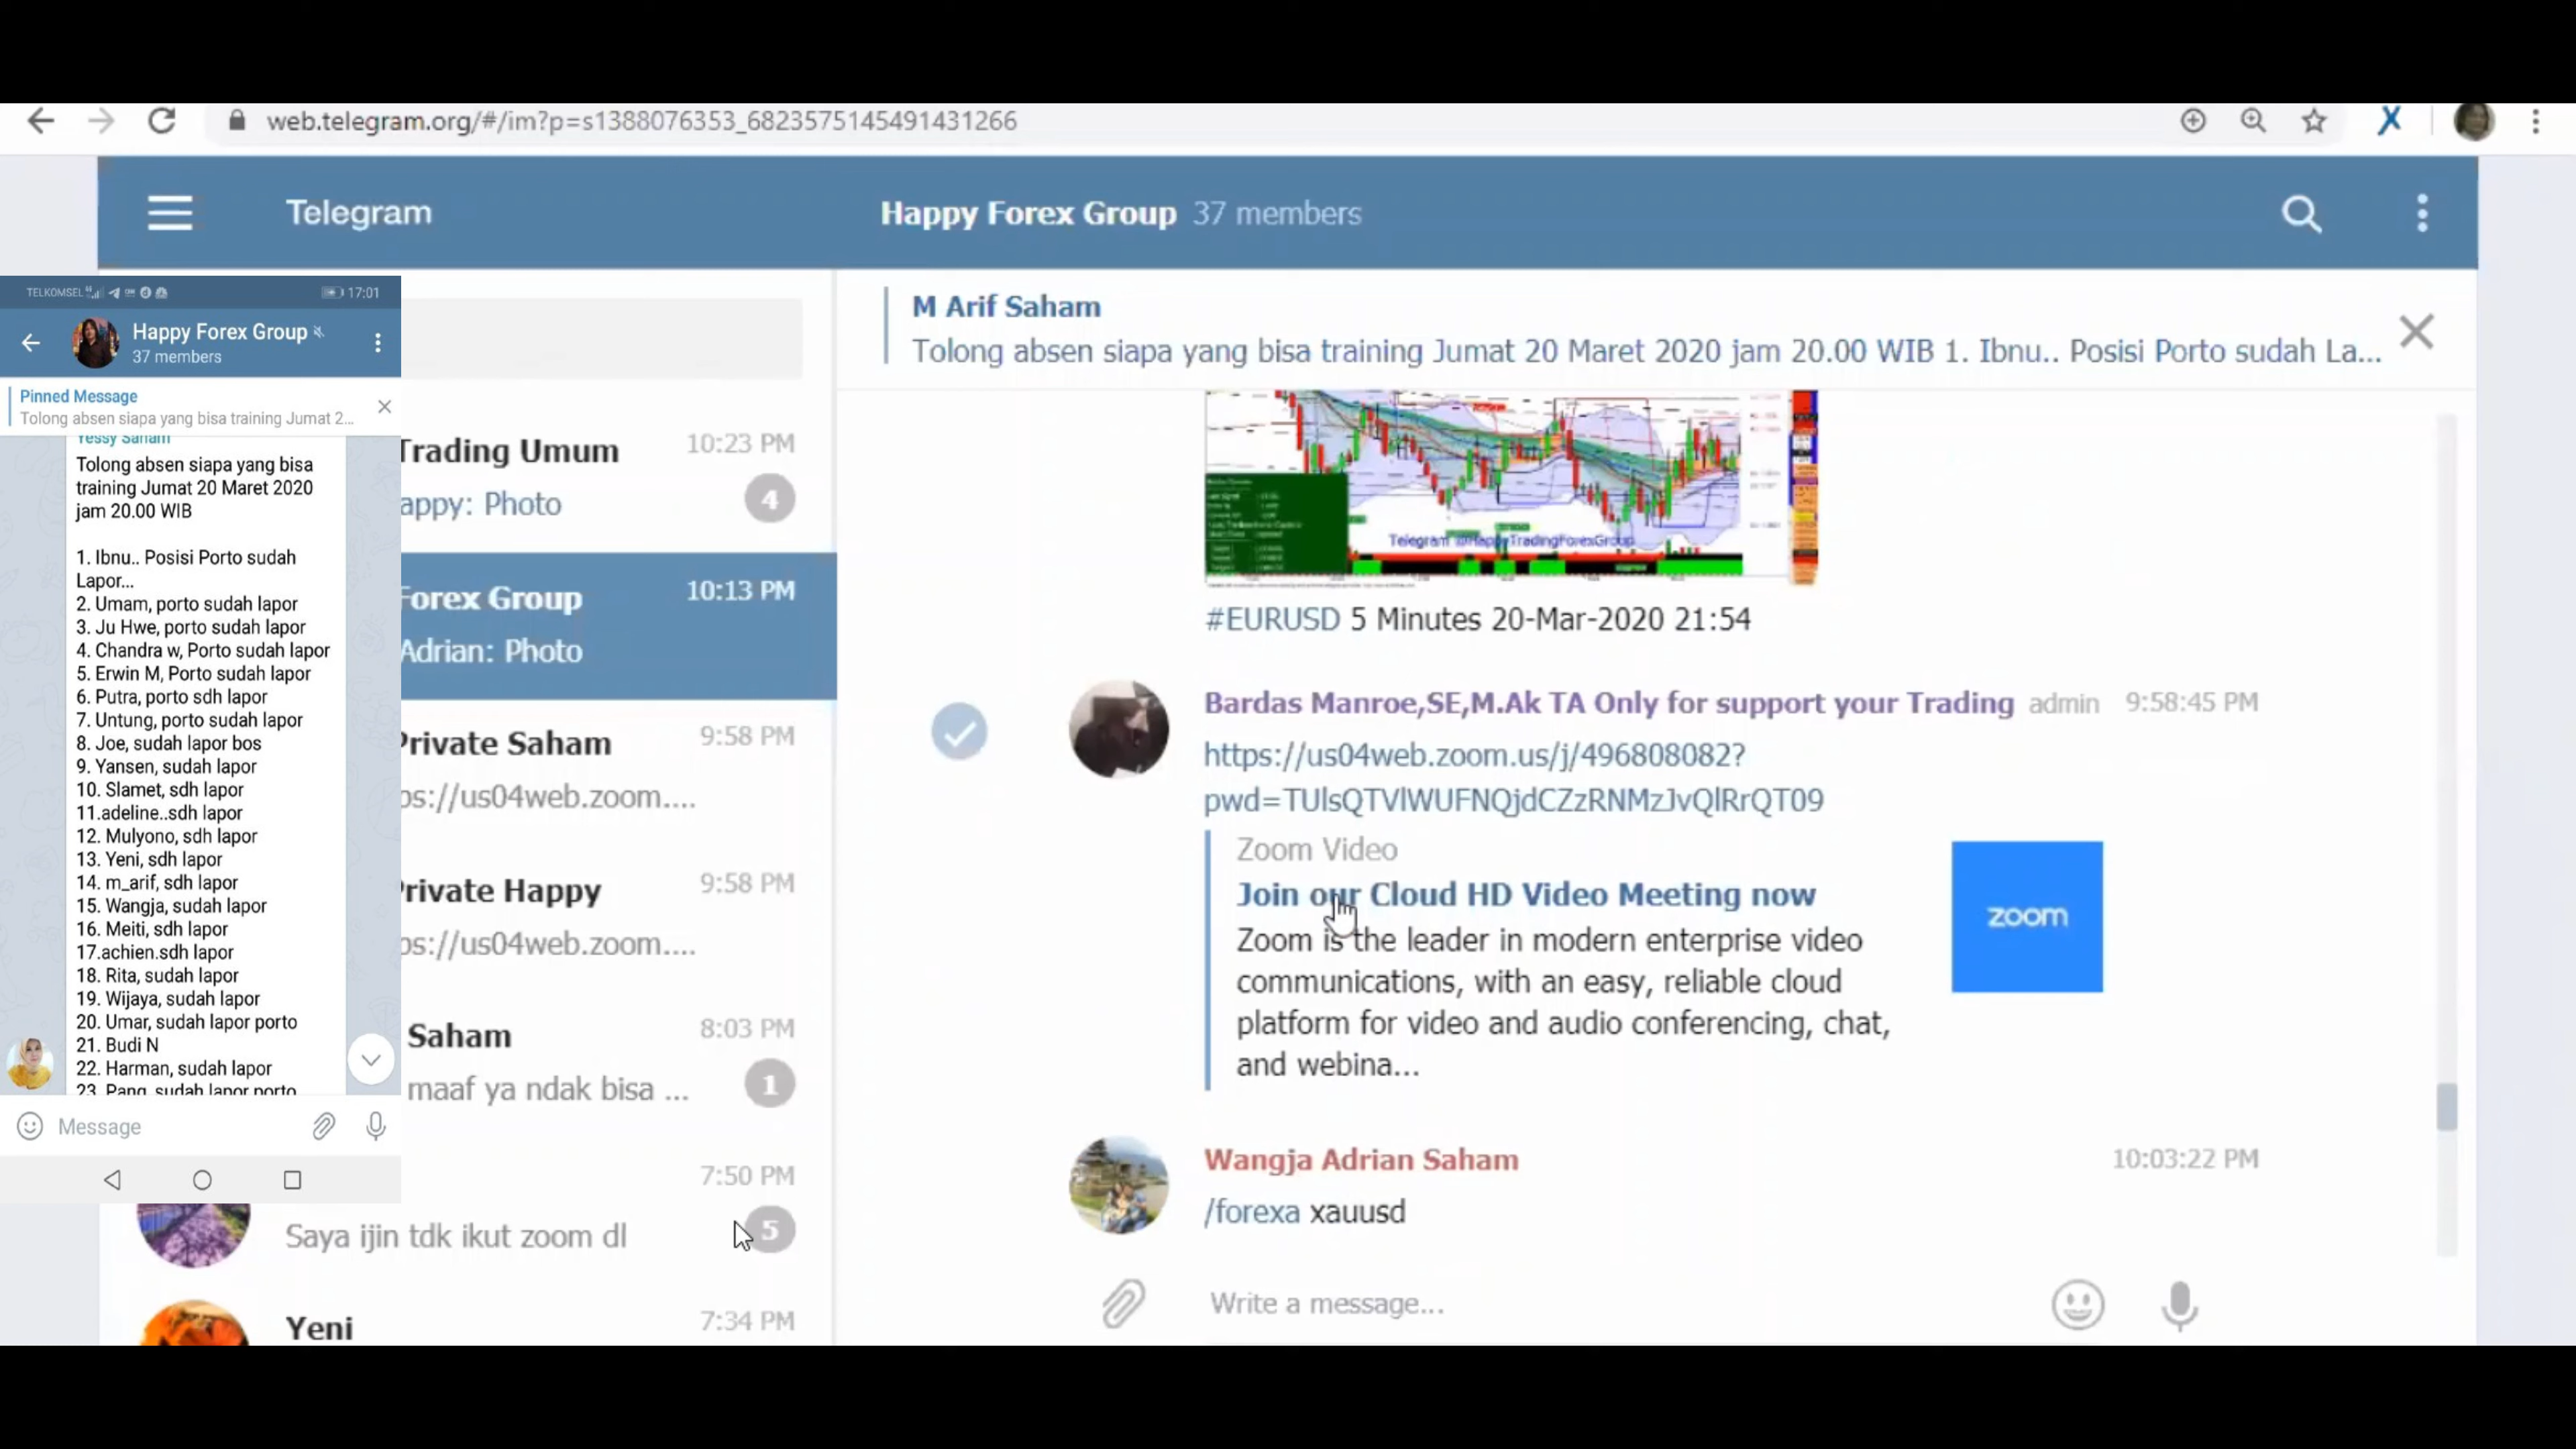 web.telegram.org/#/im?p=s1388076353_6823575145491431266
Telegram
Happy Forex Group 37 members
M Arif Saham
Tolong absen siapa yang bisa training Jumat 20 Maret 2020 jam 20.00 WIB 1. Ibnu.. Posisi Porto sudah La...
TELKOMSEL
17:01
Happy Forex Group
37 members
Pinned Message
Tolong absen siapa yang bisa training Jumat 2...
Yessy Saham
Tolong absen siapa yang bisa
training Jumat 20 Maret 2020
jam 20.00 WIB
1. Ibnu.. Posisi Porto sudah
Lapor...
2. Umam, porto sudah lapor
3. Ju Hwe, porto sudah lapor
4. Chandra w, Porto sudah lapor
5. Erwin M, Porto sudah lapor
6. Putra, porto sdh lapor
7. Untung, porto sudah lapor
8. Joe, sudah lapor bos
9. Yansen, sudah lapor
10. Slamet, sdh lapor
11.adeline..sdh lapor
12. Mulyono, sdh lapor
13. Yeni, sdh lapor
14. m_arif, sdh lapor
15. Wangja, sudah lapor
16. Meiti, sdh lapor
17.achien.sdh lapor
18. Rita, sudah lapor
19. Wijaya, sudah lapor
20. Umar, sudah lapor porto
21. Budi N
22. Harman, sudah lapor
23. Pang, sudah lapor porto
Message
Trading Umum 10:23 PM
appy: Photo 4
Forex Group 10:13 PM
Adrian: Photo
Private Saham 9:58 PM
ps://us04web.zoom....
Private Happy 9:58 PM
ps://us04web.zoom....
Saham 8:03 PM
maaf ya ndak bisa ... 1
7:50 PM
Saya ijin tdk ikut zoom dl 5
Yeni 7:34 PM
Telegram @HappyTradingForexGroup
#EURUSD 5 Minutes 20-Mar-2020 21:54
Bardas Manroe,SE,M.Ak TA Only for support your Trading admin 9:58:45 PM
https://us04web.zoom.us/j/496808082?
pwd=TUlsQTVlWUFNQjdCZzRNMzJvQlRrQT09
Zoom Video
Join our Cloud HD Video Meeting now
Zoom is the leader in modern enterprise video
communications, with an easy, reliable cloud
platform for video and audio conferencing, chat,
and webina...
zoom
Wangja Adrian Saham 10:03:22 PM
/forexa xauusd
Write a message...